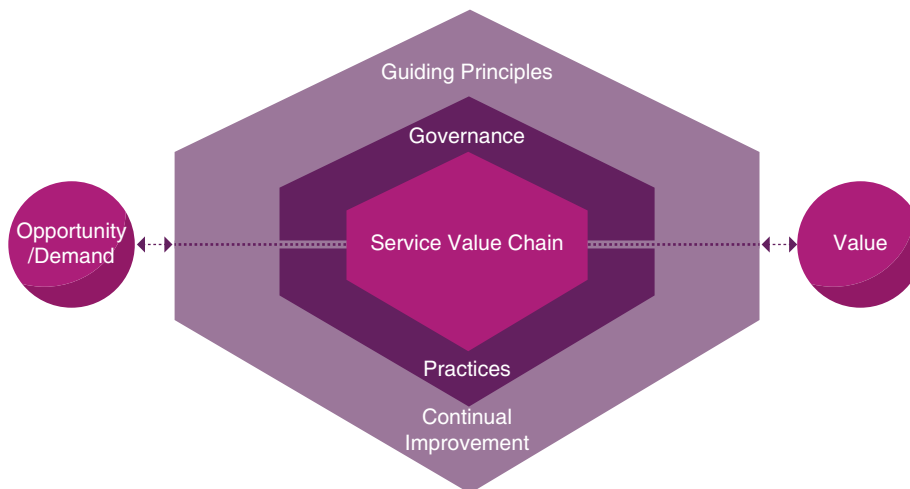 Guiding Principles
Governance
Opportunity
/Demand
Service Value Chain
Value
Practices
Continual
Improvement